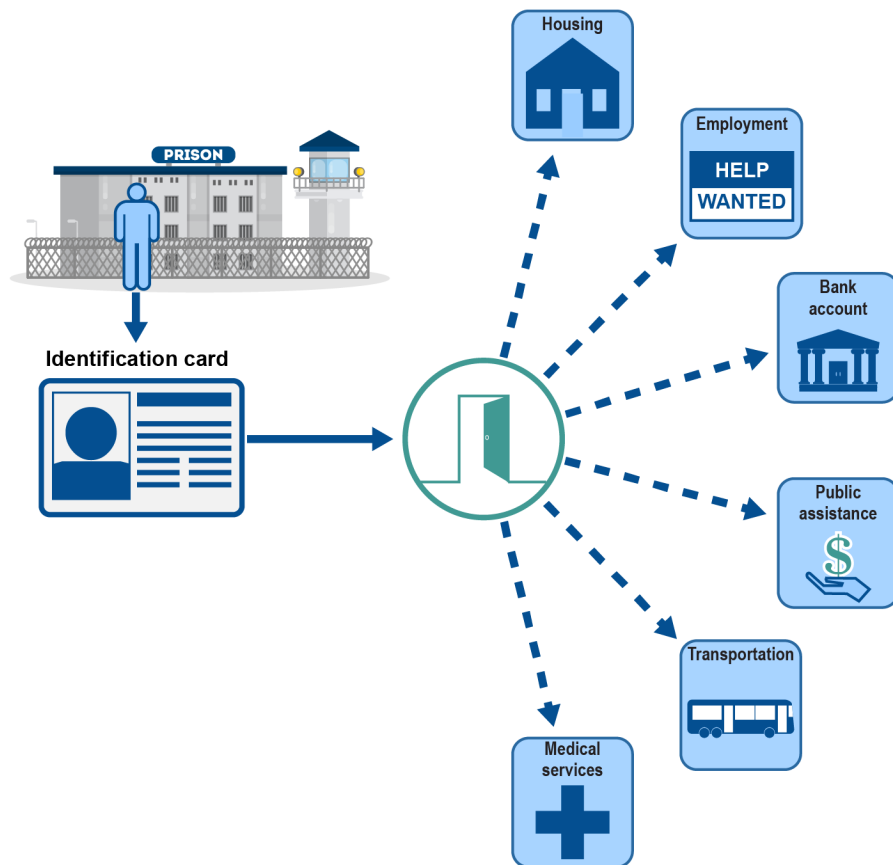 Housing
PRISON
Employment
HELP
WANTED
Bank
account
Identification card
Public
assistance
$
Transportation
Medical
services